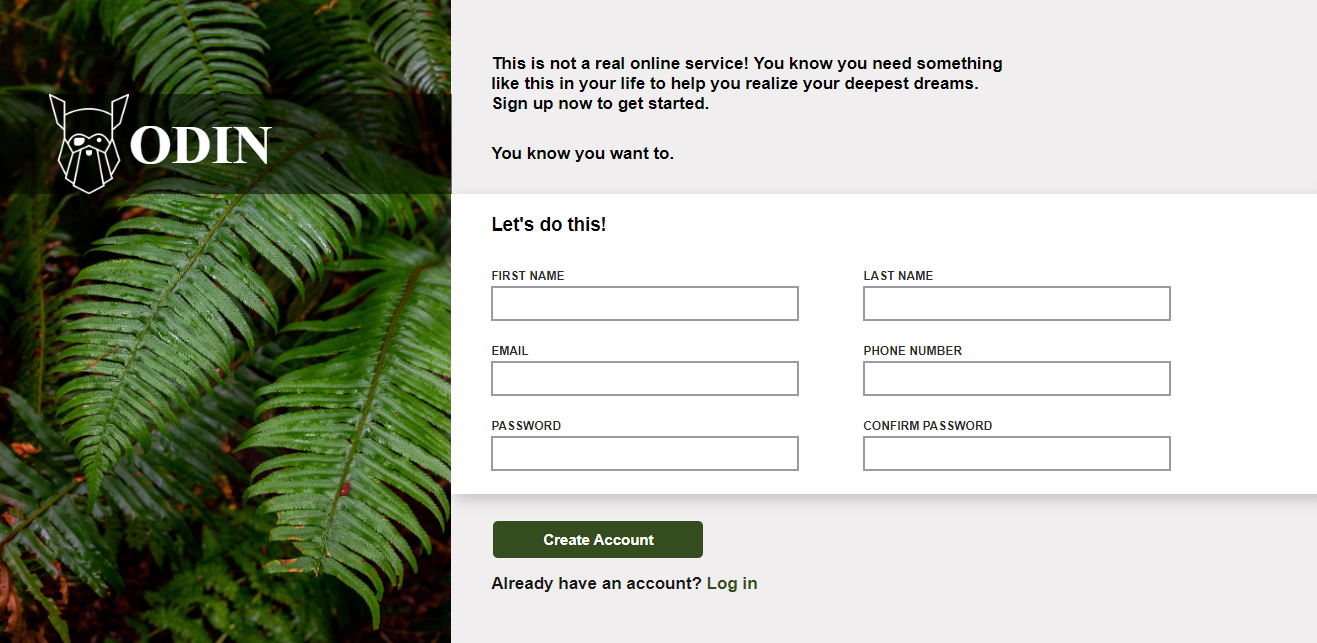 ODIN
This is not a real online service! You know you need something
like this in your life to help you realize your deepest dreams.
Sign up now to get started.
You know you want to.
Let's do this!
FIRST NAME
LAST NAME
EMAIL
PHONE NUMBER
PASSWORD
CONFIRM PASSWORD
Create Account
Already have an account? Log in